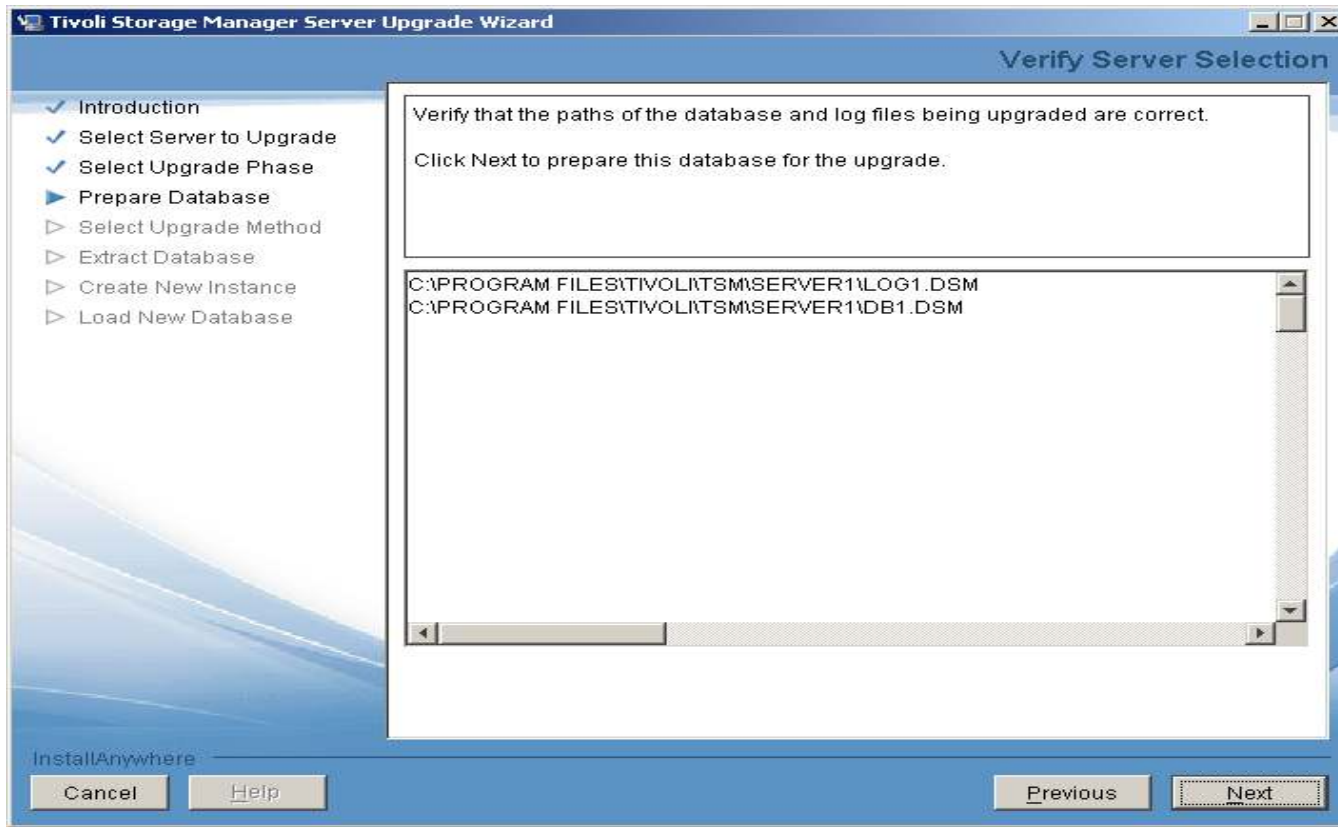 Tivoli Storage Manager Server Upgrade Wizard
Verify Server Selection
Introduction
Select Server to Upgrade
Select Upgrade Phase
Prepare Database
Select Upgrade Method
Extract Database
Create New Instance
Load New Database
Verify that the paths of the database and log files being upgraded are correct.
Click Next to prepare this database for the upgrade.
C:\PROGRAM FILES\TIVOLI\TSM\SERVER1\LOG1.DSM
C:\PROGRAM FILES\TIVOLI\TSM\SERVER1\DB1.DSM
InstallAnywhere
Cancel
Help
Previous
Next